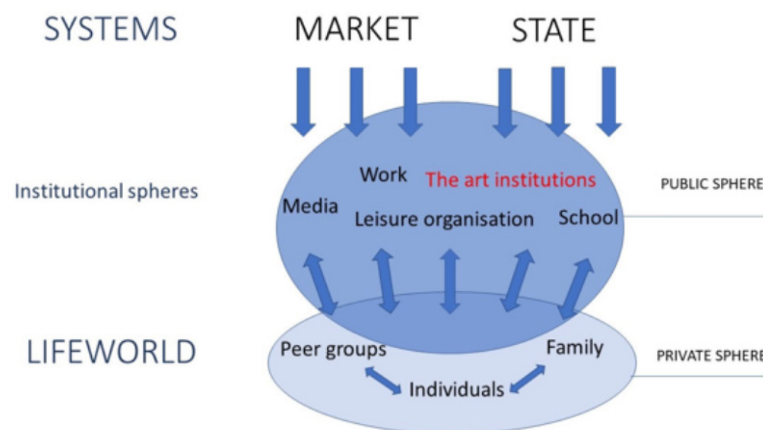 SYSTEMS MARKET STATE
Work The art institutions
Institutional spheres PUBLIC SPHERE
Media
Leisure organisation School
LIFEWORLD Peer groups Family PRIVATE SPHERE
Individuals